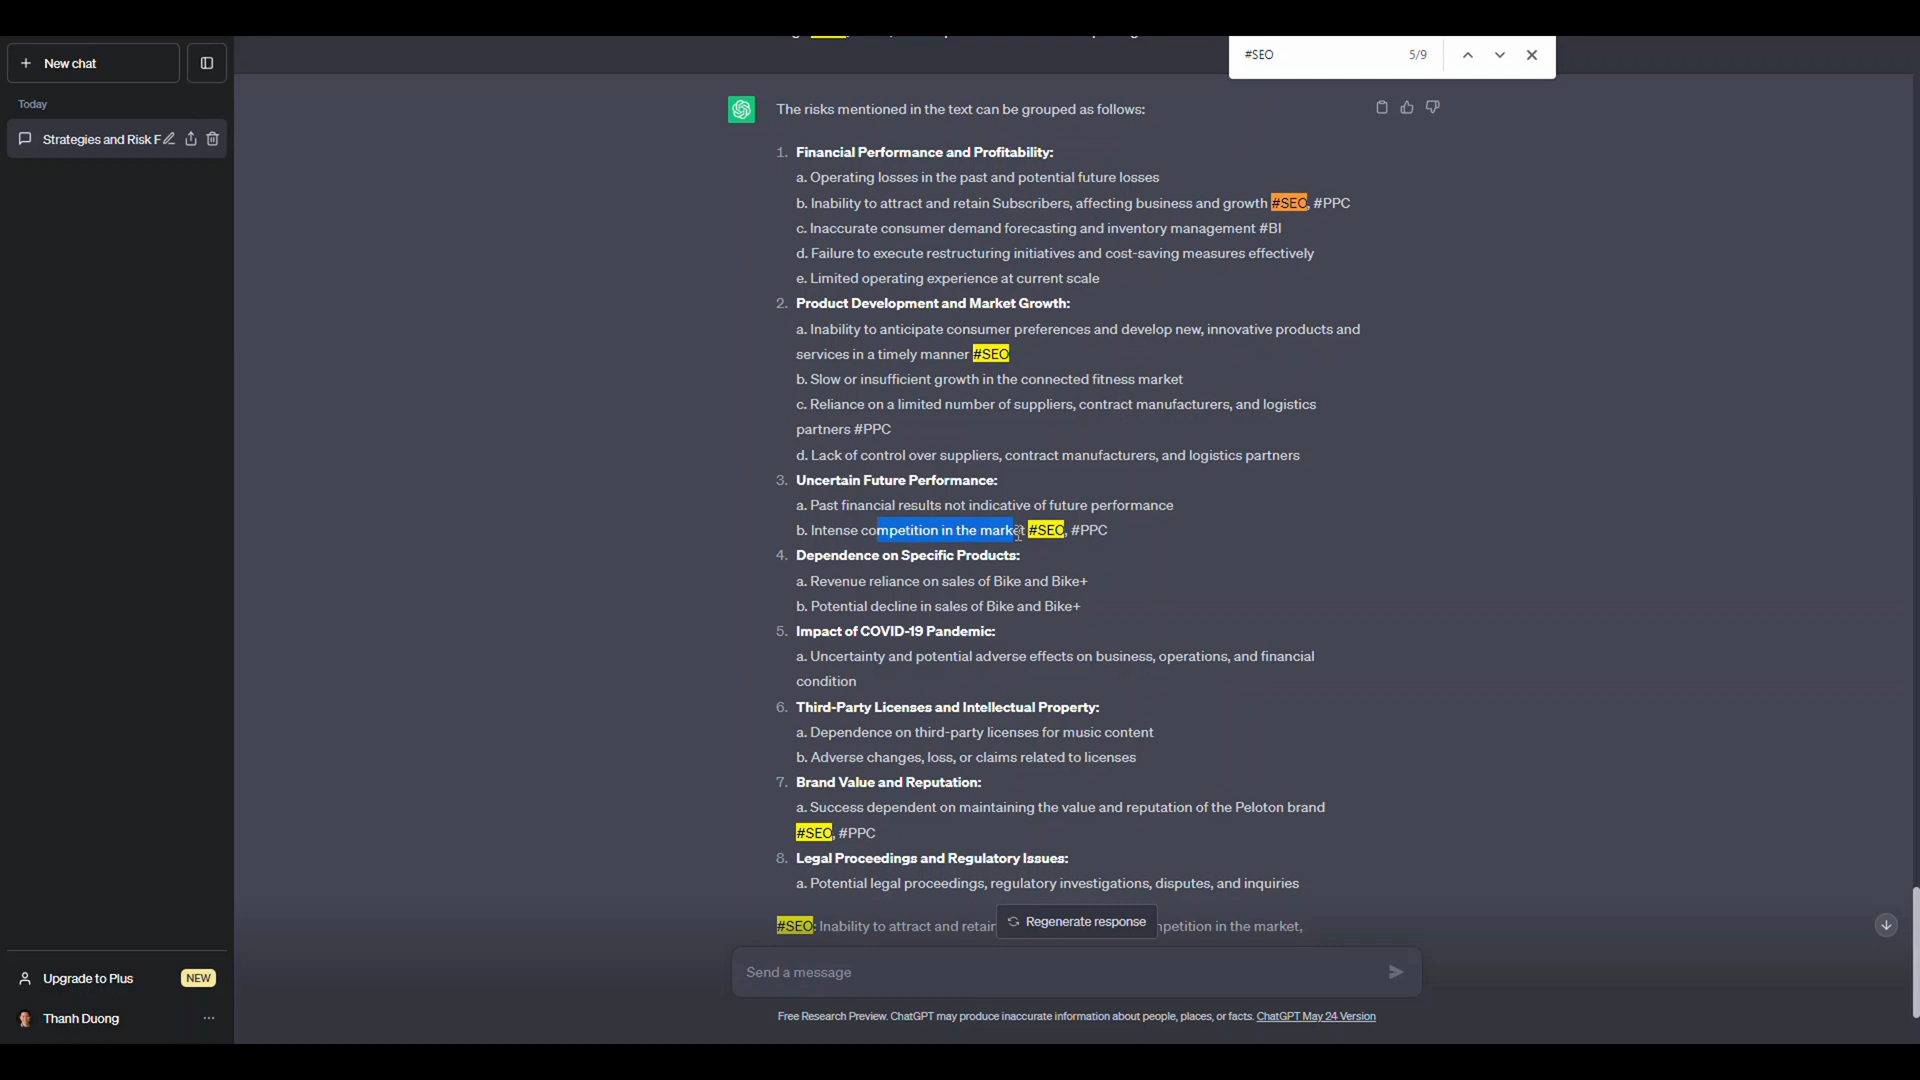 New chat
Today
Strategies and Risk F
#SEO 5/9
The risks mentioned in the text can be grouped as follows:
1. Financial Performance and Profitability:
a. Operating losses in the past and potential future losses
b. Inability to attract and retain Subscribers, affecting business and growth #SEO, #PPC
c. Inaccurate consumer demand forecasting and inventory management #BI
d. Failure to execute restructuring initiatives and cost-saving measures effectively
e. Limited operating experience at current scale
2. Product Development and Market Growth:
a. Inability to anticipate consumer preferences and develop new, innovative products and
services in a timely manner #SEO
b. Slow or insufficient growth in the connected fitness market
c. Reliance on a limited number of suppliers, contract manufacturers, and logistics
partners #PPC
d. Lack of control over suppliers, contract manufacturers, and logistics partners
3. Uncertain Future Performance:
a. Past financial results not indicative of future performance
b. Intense competition in the market #SEO, #PPC
4. Dependence on Specific Products:
a. Revenue reliance on sales of Bike and Bike+
b. Potential decline in sales of Bike and Bike+
5. Impact of COVID-19 Pandemic:
a. Uncertainty and potential adverse effects on business, operations, and financial
condition
6. Third-Party Licenses and Intellectual Property:
a. Dependence on third-party licenses for music content
b. Adverse changes, loss, or claims related to licenses
7. Brand Value and Reputation:
a. Success dependent on maintaining the value and reputation of the Peloton brand
#SEO, #PPC
8. Legal Proceedings and Regulatory Issues:
a. Potential legal proceedings, regulatory investigations, disputes, and inquiries
#SEO: Inability to attract and retain
Regenerate response
mpetition in the market,
Send a message
Free Research Preview. ChatGPT may produce inaccurate information about people, places, or facts. ChatGPT May 24 Version
Upgrade to Plus NEW
Thanh Duong